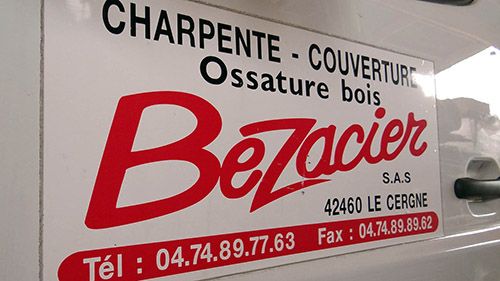 CHARPENTE - COUVERTURE
Ossature bois
Bezacier
S.A.S
42460 LE CERGNE
Tél : 04.74.89.77.63 Fax : 04.74.89.89.62